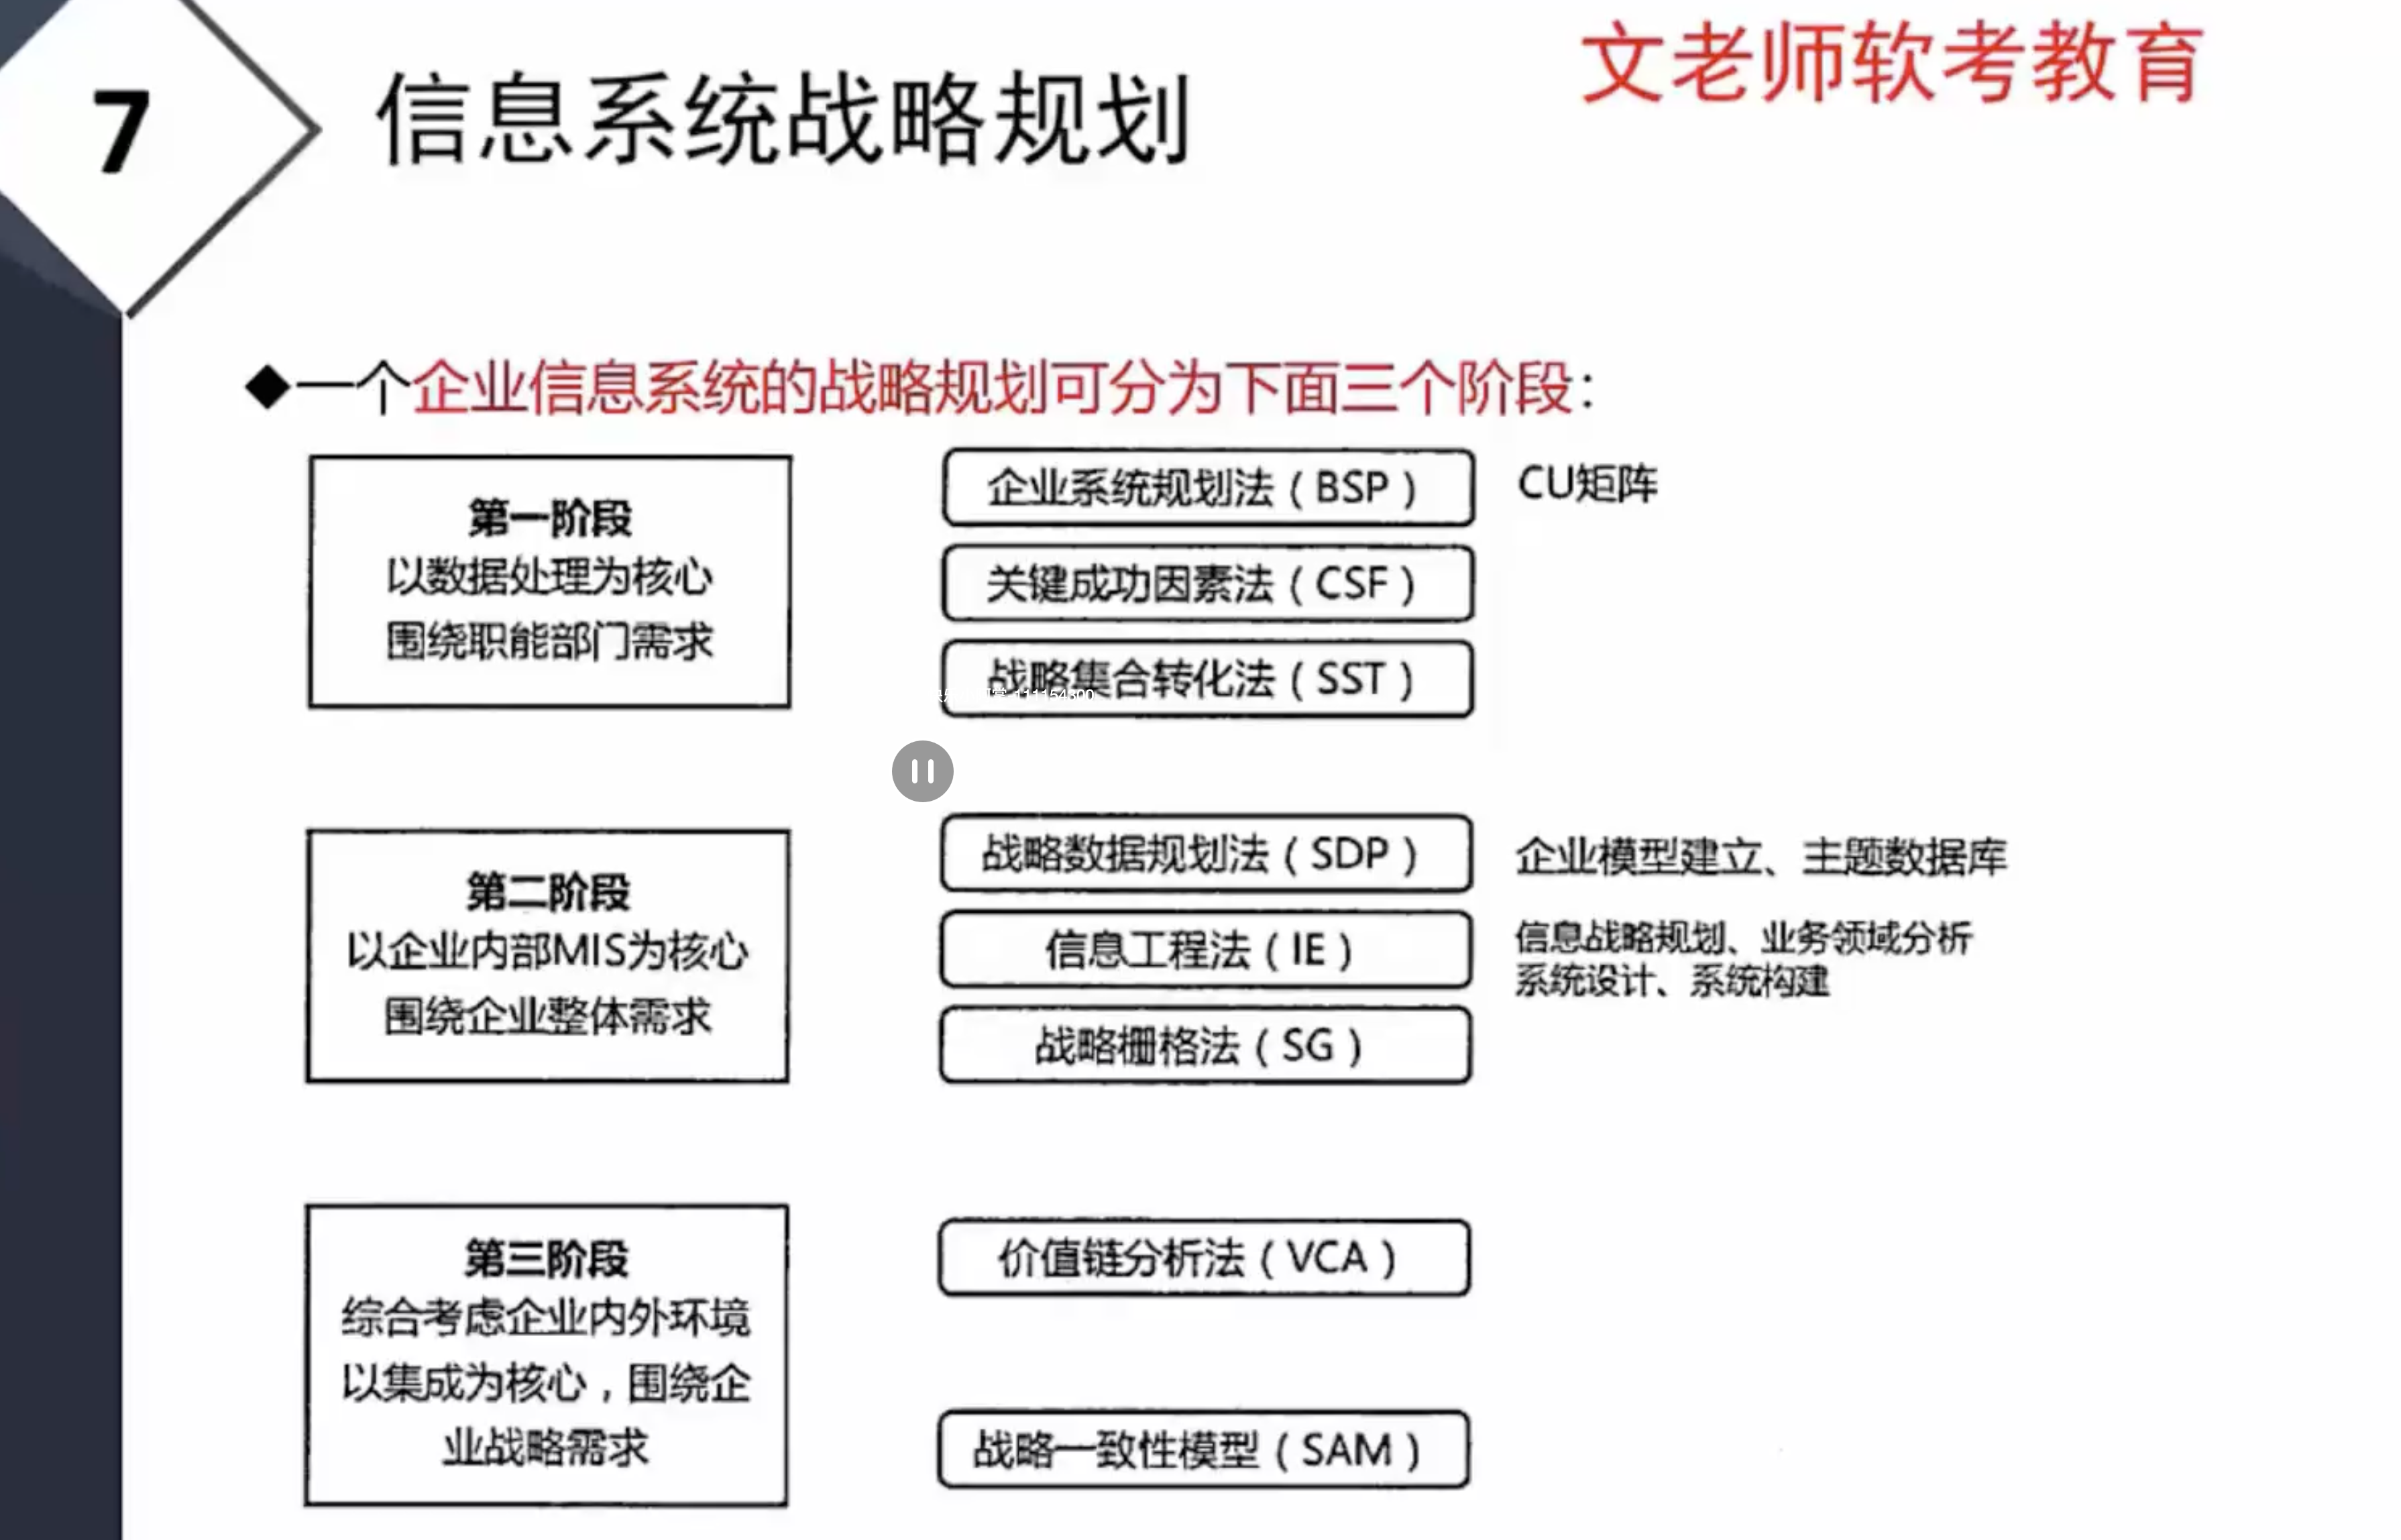 7
信息系统战略规划
文老师软考教育
◆一个企业信息系统的战略规划可分为下面三个阶段：
第一阶段
以数据处理为核心
围绕职能部门需求
企业系统规划法（BSP）
CU矩阵
关键成功因素法（CSF）
战略集合转化法（SST）
第二阶段
以企业内部MIS为核心
围绕企业整体需求
战略数据规划法（SDP）
企业模型建立、主题数据库
信息工程法（IE）
信息战略规划、业务领域分析
系统设计、系统构建
战略栅格法（SG）
第三阶段
综合考虑企业内外环境
以集成为核心，围绕企
业战略需求
价值链分析法（VCA）
战略一致性模型（SAM）